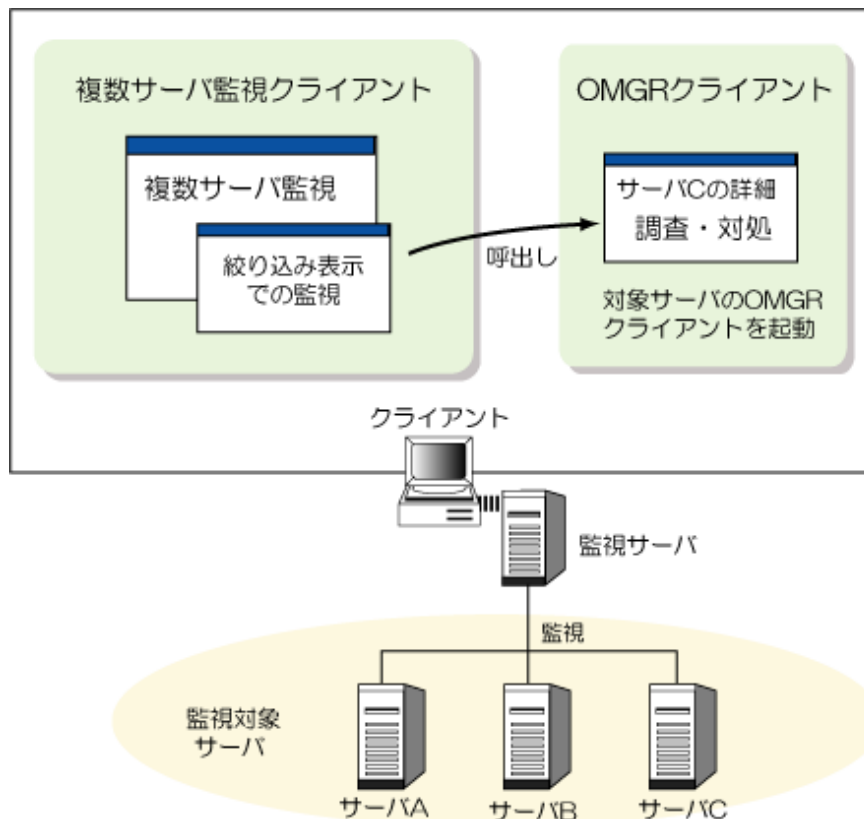 複数サーバ監視クライアント
複数サーバ監視
絞り込み表示
での監視
呼出し
OMGRクライアント
サーバCの詳細
調査・対処
対象サーバのOMGR
クライアントを起動
クライアント
監視サーバ
監視
監視対象
サーバ
サーバA
サーバB
サーバC